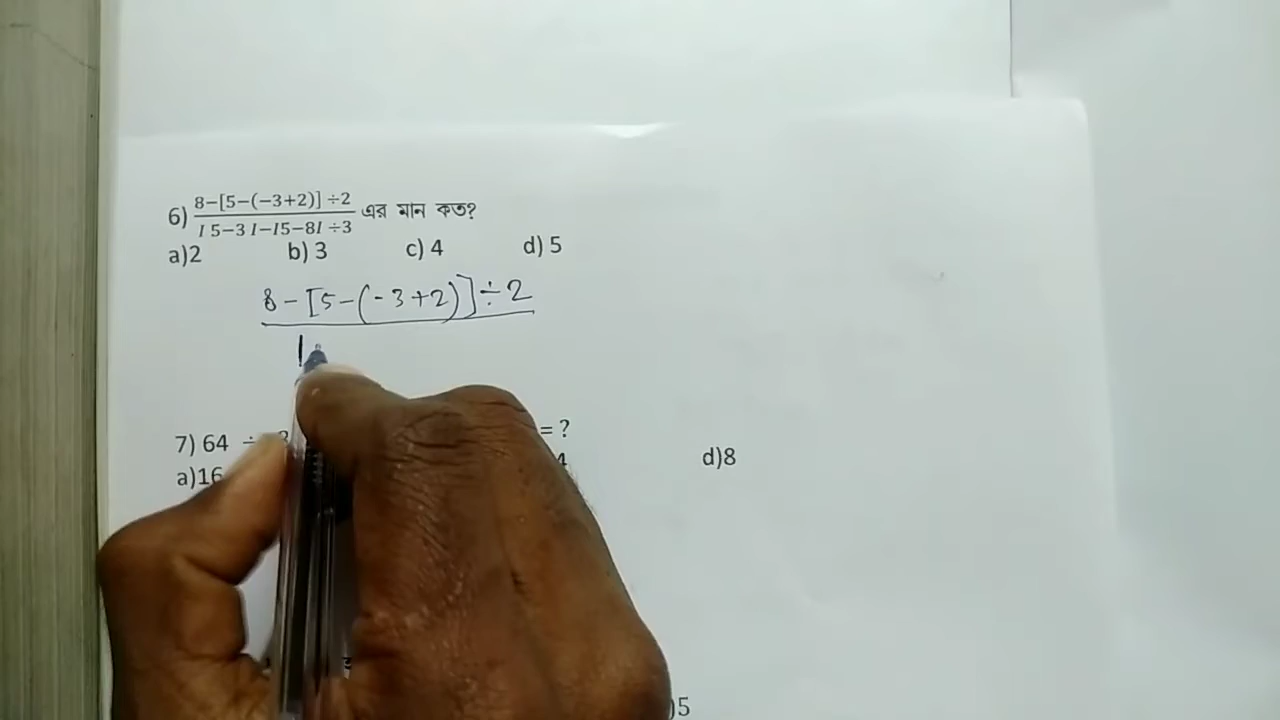 6) 8−[5−(−3+2)] ÷2 / I 5−3 I−I5−8I ÷3 এর মান কত?
a)2 b) 3 c) 4 d) 5
8 - [5 - (-3+2)] ÷ 2
7) 64 ÷ = ?
a)16 d)8
)5